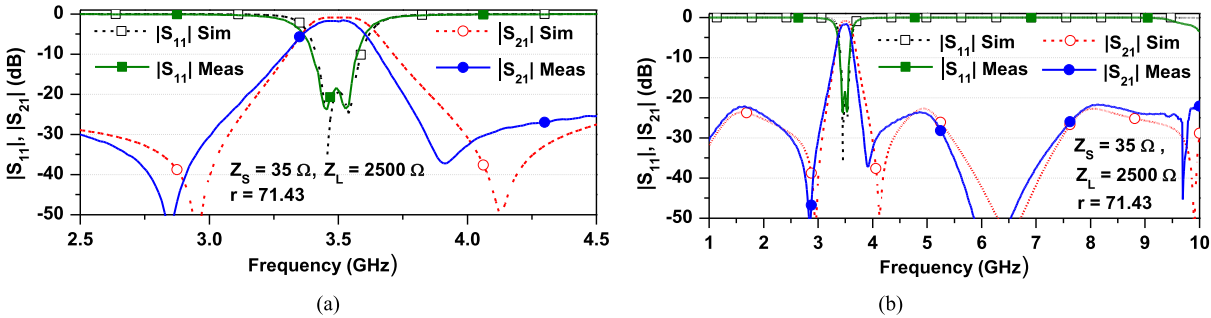 0
-10
-20
-30
-40
-50
|S11|, |S21| (dB)
|S11| Sim
|S21| Sim
|S11| Meas
|S21| Meas
ZS = 35 Ω, ZL = 2500 Ω
r = 71.43
2.5 3.0 3.5 4.0 4.5
Frequency (GHz)
(a)
0
-10
-20
-30
-40
-50
|S11|, |S21| (dB)
|S11| Sim
|S21| Sim
|S11| Meas
|S21| Meas
ZS = 35 Ω ,
ZL = 2500 Ω
r = 71.43
1 2 3 4 5 6 7 8 9 10
Frequency (GHz)
(b)